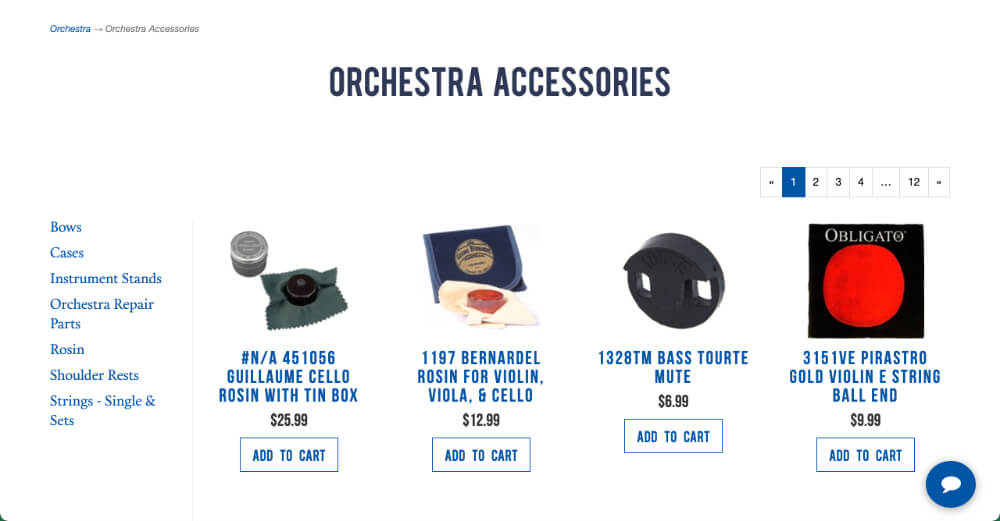 Orchestra → Orchestra Accessories
ORCHESTRA ACCESSORIES
« 1 2 3 4 ... 12 »
Bows
Cases
Instrument Stands
Orchestra Repair
Parts
Rosin
Shoulder Rests
Strings - Single &
Sets
#N/A 451056
GUILLAUME CELLO
ROSIN WITH TIN BOX
$25.99
ADD TO CART
1197 BERNARDEL
ROSIN FOR VIOLIN,
VIOLA, & CELLO
$12.99
ADD TO CART
1328TM BASS TOURTE
MUTE
$6.99
ADD TO CART
OBLIGATO
3151VE PIRASTRO
GOLD VIOLIN E STRING
BALL END
$9.99
ADD TO CART